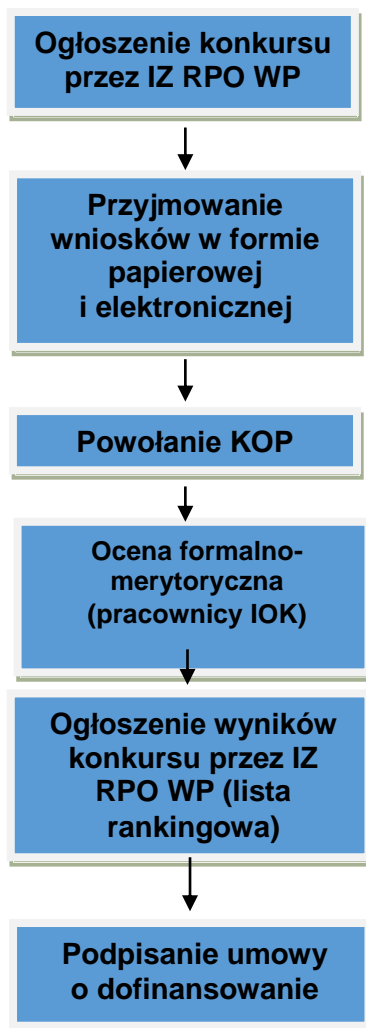 Ogłoszenie konkursu
przez IZ RPO WP
Przyjmowanie
wniosków w formie
papierowej
i elektronicznej
Powołanie KOP
Ocena formalno-
merytoryczna
(pracownicy IOK)
Ogłoszenie wyników
konkursu przez IZ
RPO WP (lista
rankingowa)
Podpisanie umowy
o dofinansowanie